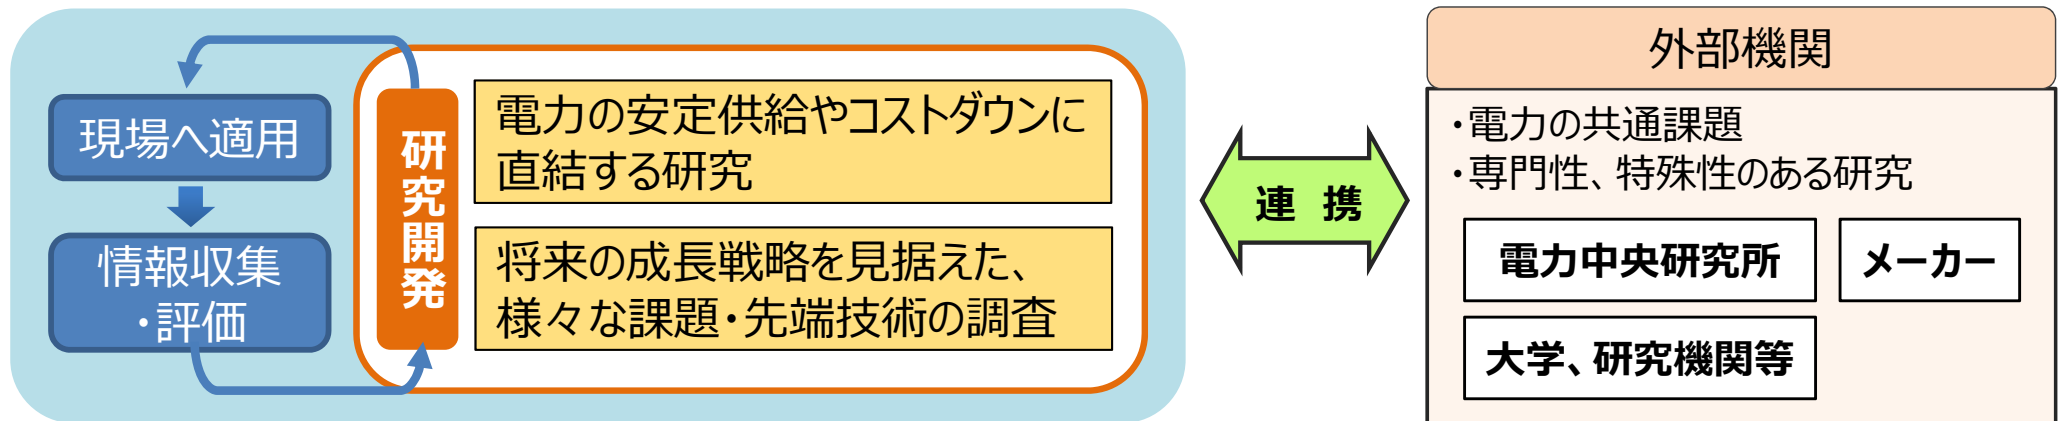 現場へ適用
情報収集
・評価
研究開発
電力の安定供給やコストダウンに
直結する研究
将来の成長戦略を見据えた、
様々な課題・先端技術の調査
連 携
外部機関
・電力の共通課題
・専門性、特殊性のある研究
電力中央研究所
メーカー
大学、研究機関等